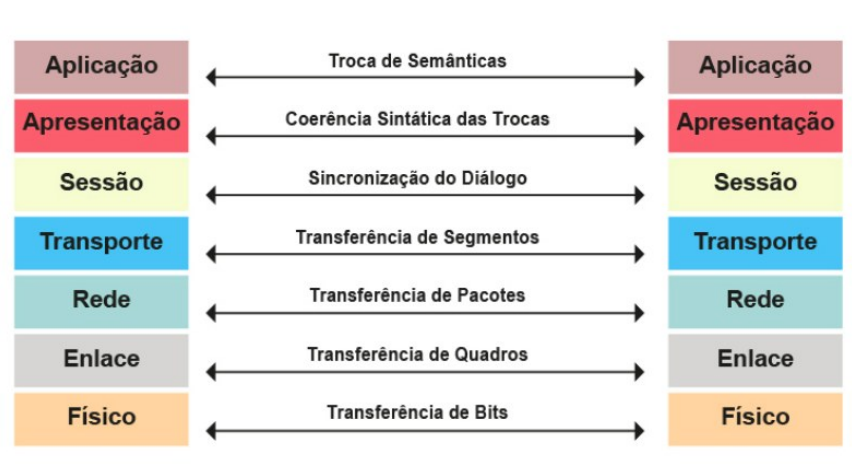 Aplicação Troca de Semânticas Aplicação
Apresentação Coerência Sintática das Trocas Apresentação
Sessão Sincronização do Diálogo Sessão
Transporte Transferência de Segmentos Transporte
Rede Transferência de Pacotes Rede
Enlace Transferência de Quadros Enlace
Físico Transferência de Bits Físico